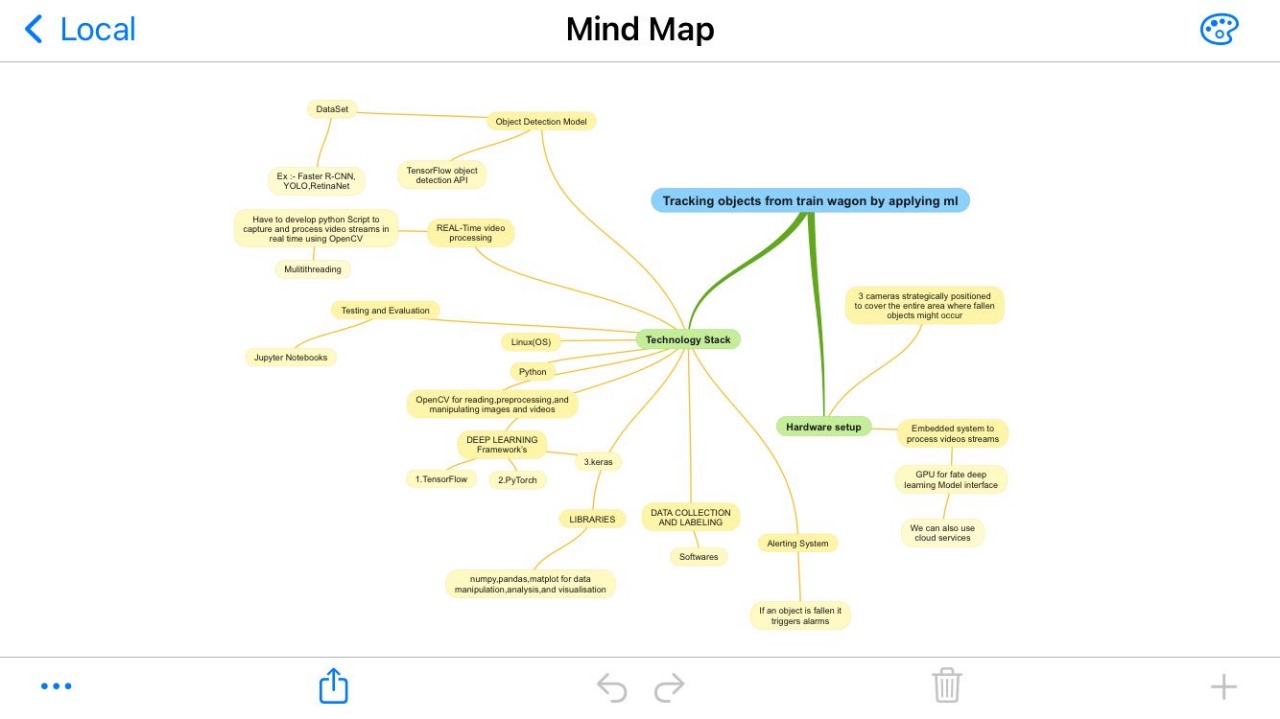 Local
Mind Map
DataSet
Object Detection Model
Ex :- Faster R-CNN,
YOLO,RetinaNet
TensorFlow object
detection API
Tracking objects from train wagon by applying ml
Have to develop python Script to
capture and process video streams in
real time using OpenCV
REAL-Time video
processing
Mulitithreading
Testing and Evaluation
Jupyter Notebooks
3 cameras strategically positioned
to cover the entire area where fallen
objects might occur
Technology Stack
Linux(OS)
Python
OpenCV for reading,preprocessing,and
manipulating images and videos
DEEP LEARNING
Framework's
1.TensorFlow
2.PyTorch
3.keras
Hardware setup
Embedded system to
process videos streams
GPU for fate deep
learning Model interface
We can also use
cloud services
LIBRARIES
DATA COLLECTION
AND LABELING
Softwares
Alerting System
numpy,pandas,matplot for data
manipulation,analysis,and visualisation
If an object is fallen it
triggers alarms